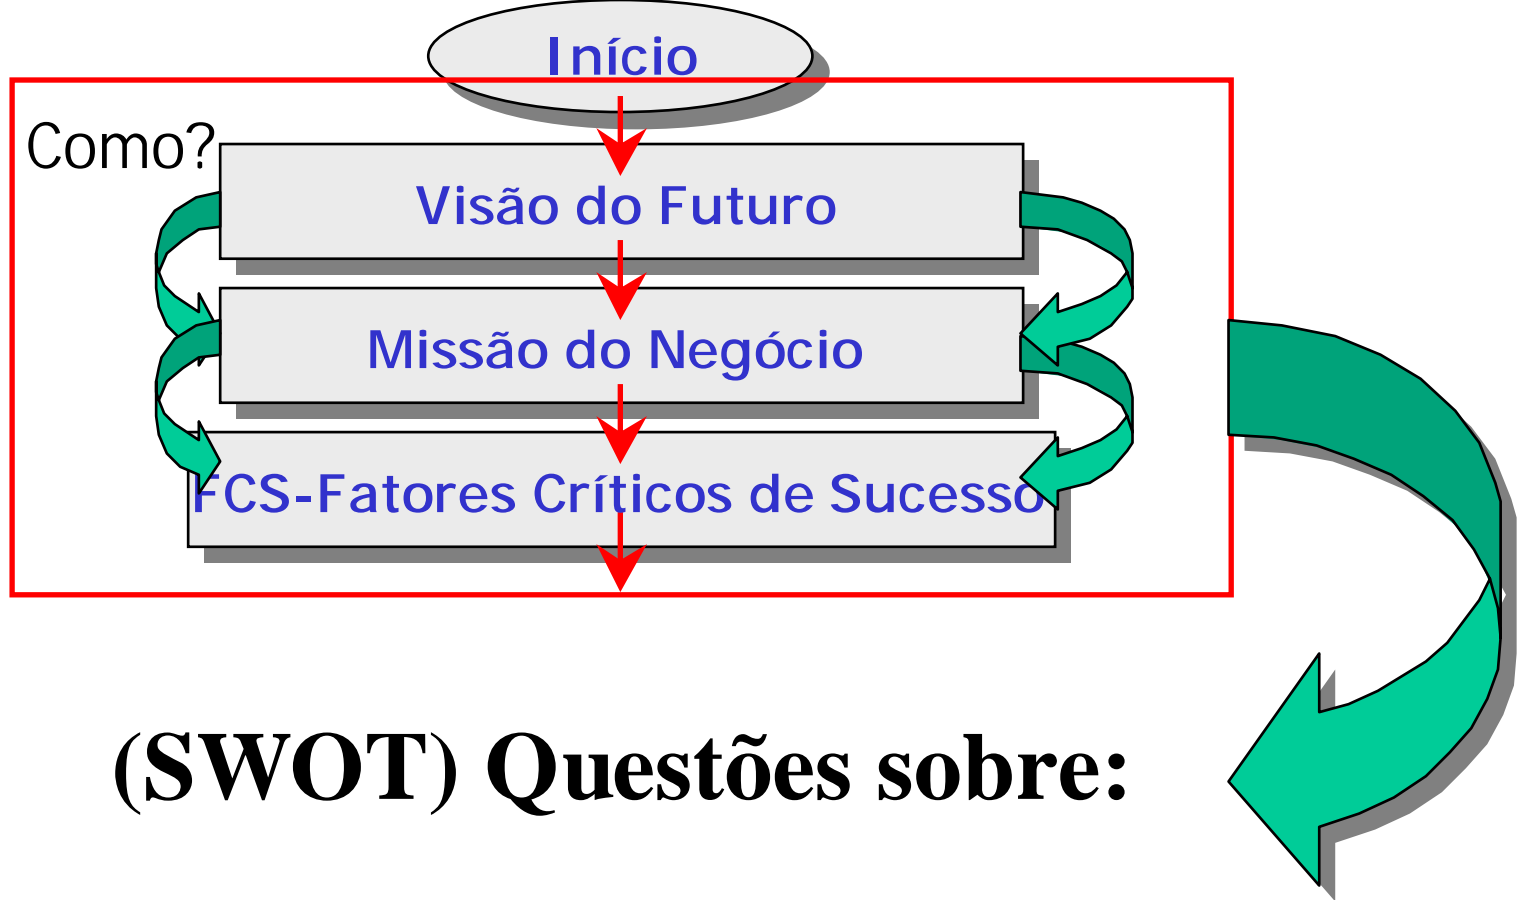 Início
Como?
Visão do Futuro
Missão do Negócio
FCS-Fatores Críticos de Sucesso
(SWOT) Questões sobre: